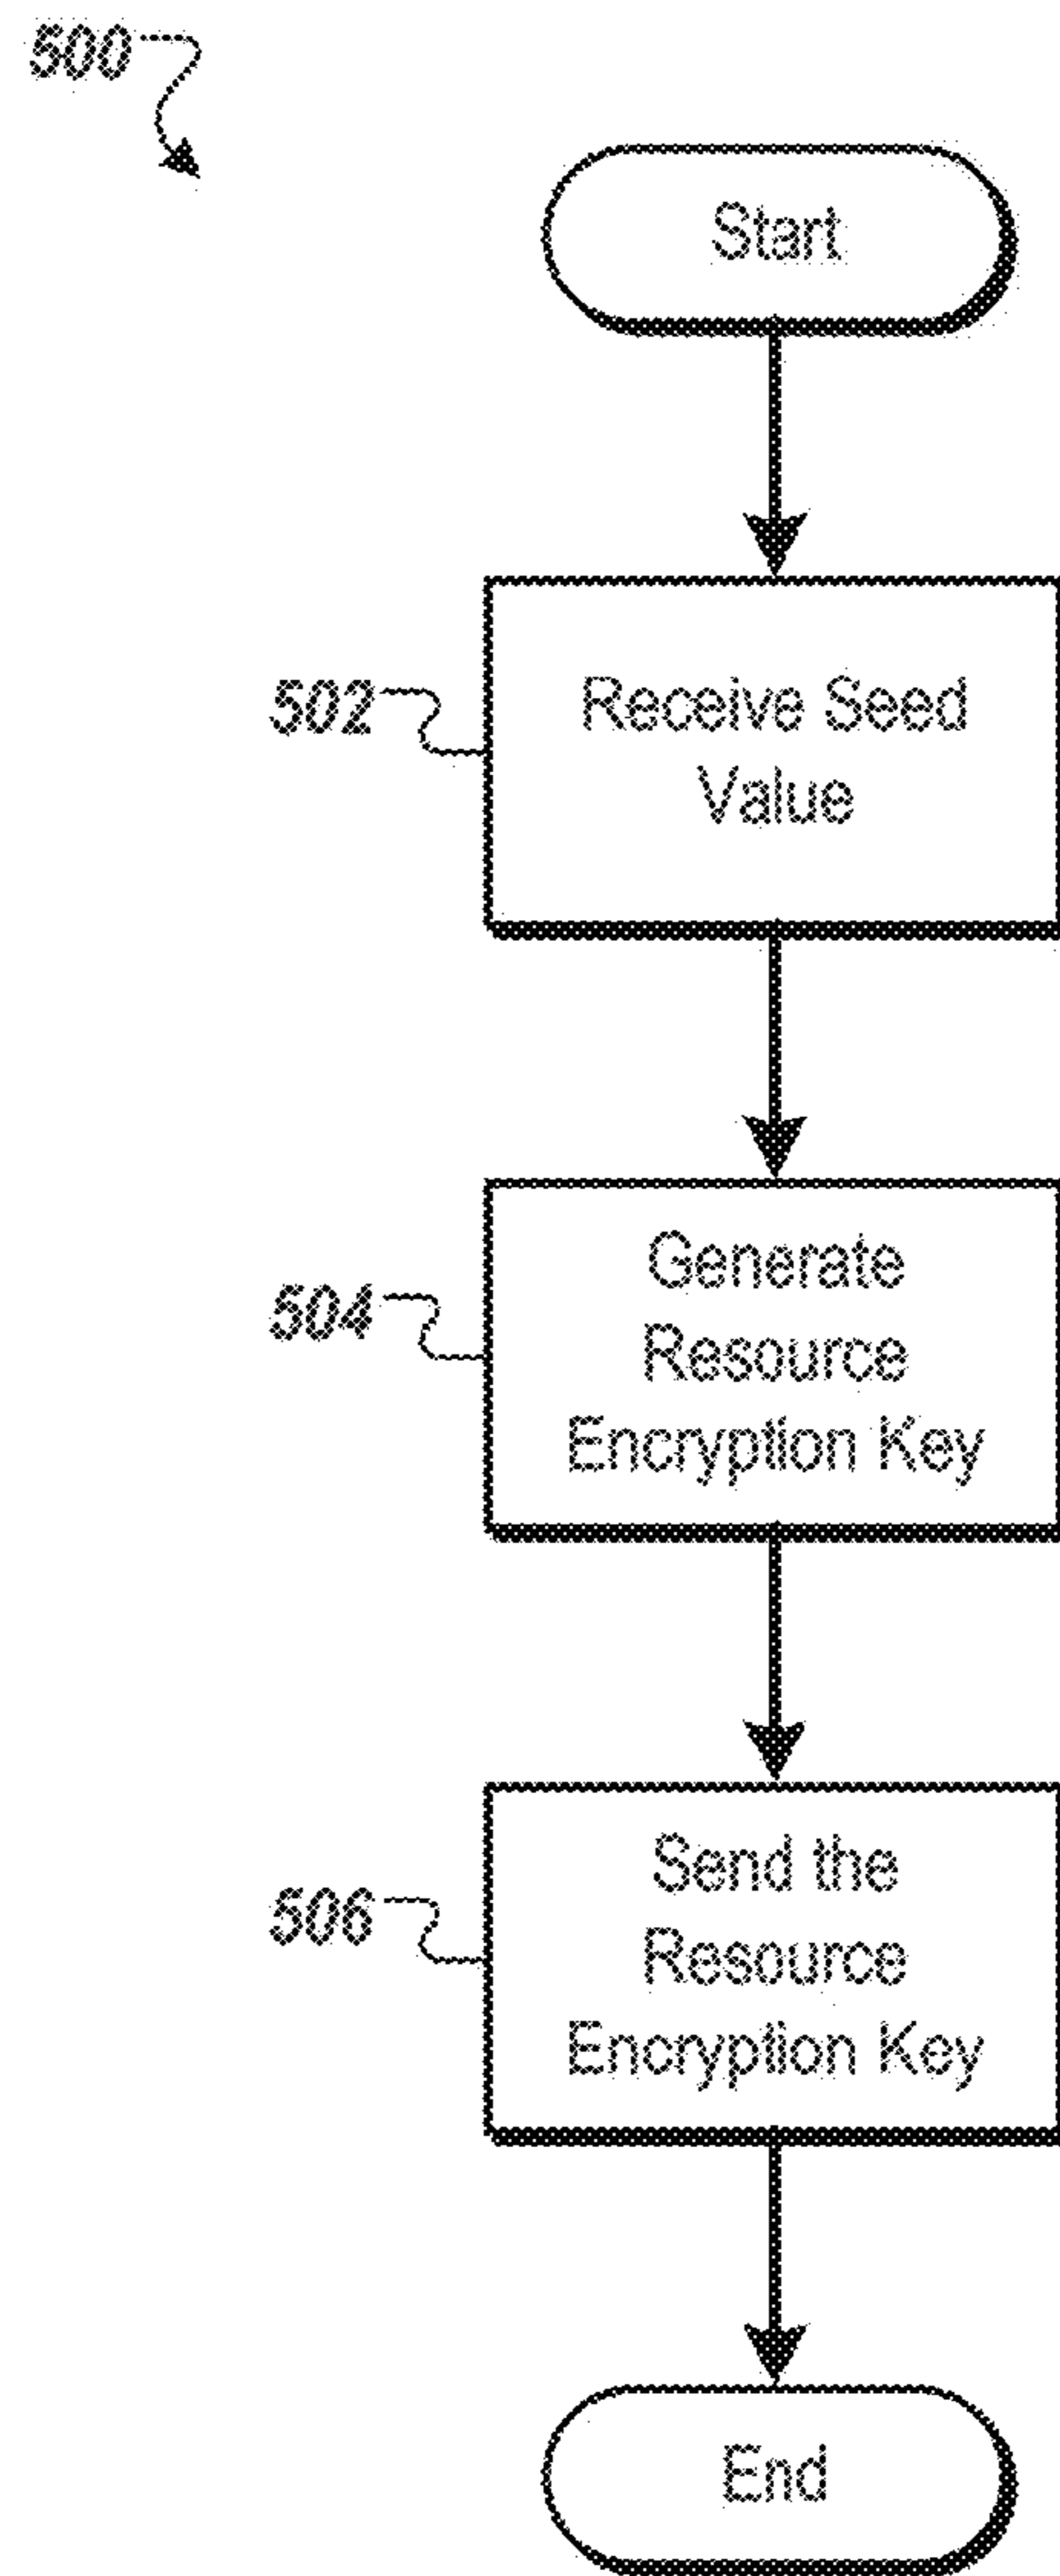 500
Start
502
Receive Seed
Value
504
Generate
Resource
Encryption Key
506
Send the
Resource
Encryption Key
End